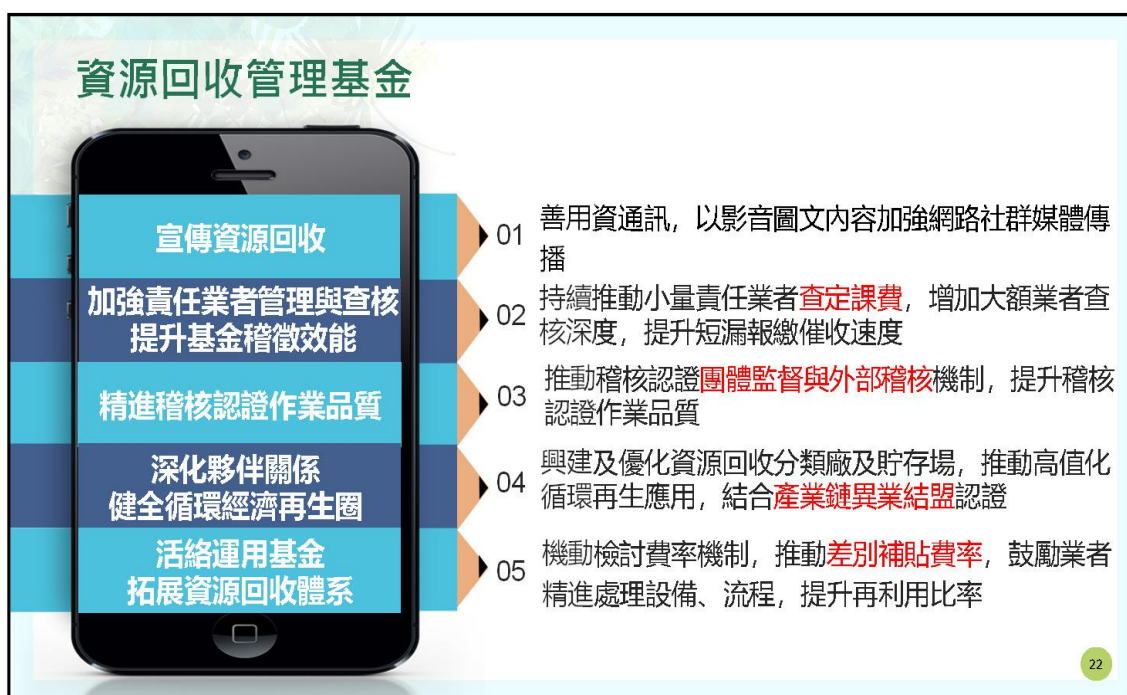 資源回收管理基金
宣傳資源回收
01
善用資通訊，以影音圖文內容加強網路社群媒體傳
播
加強責任業者管理與查核
提升基金稽徵效能
02
持續推動小量責任業者查定課費，增加大額業者查
核深度，提升短漏報繳催收速度
精進稽核認證作業品質
03
推動稽核認證團體監督與外部稽核機制，提升稽核
認證作業品質
深化夥伴關係
健全循環經濟再生圈
04
興建及優化資源回收分類廠及貯存場，推動高值化
循環再生應用，結合產業鏈異業結盟認證
活絡運用基金
拓展資源回收體系
05
機動檢討費率機制，推動差別補貼費率，鼓勵業者
精進處理設備、流程，提升再利用比率
22